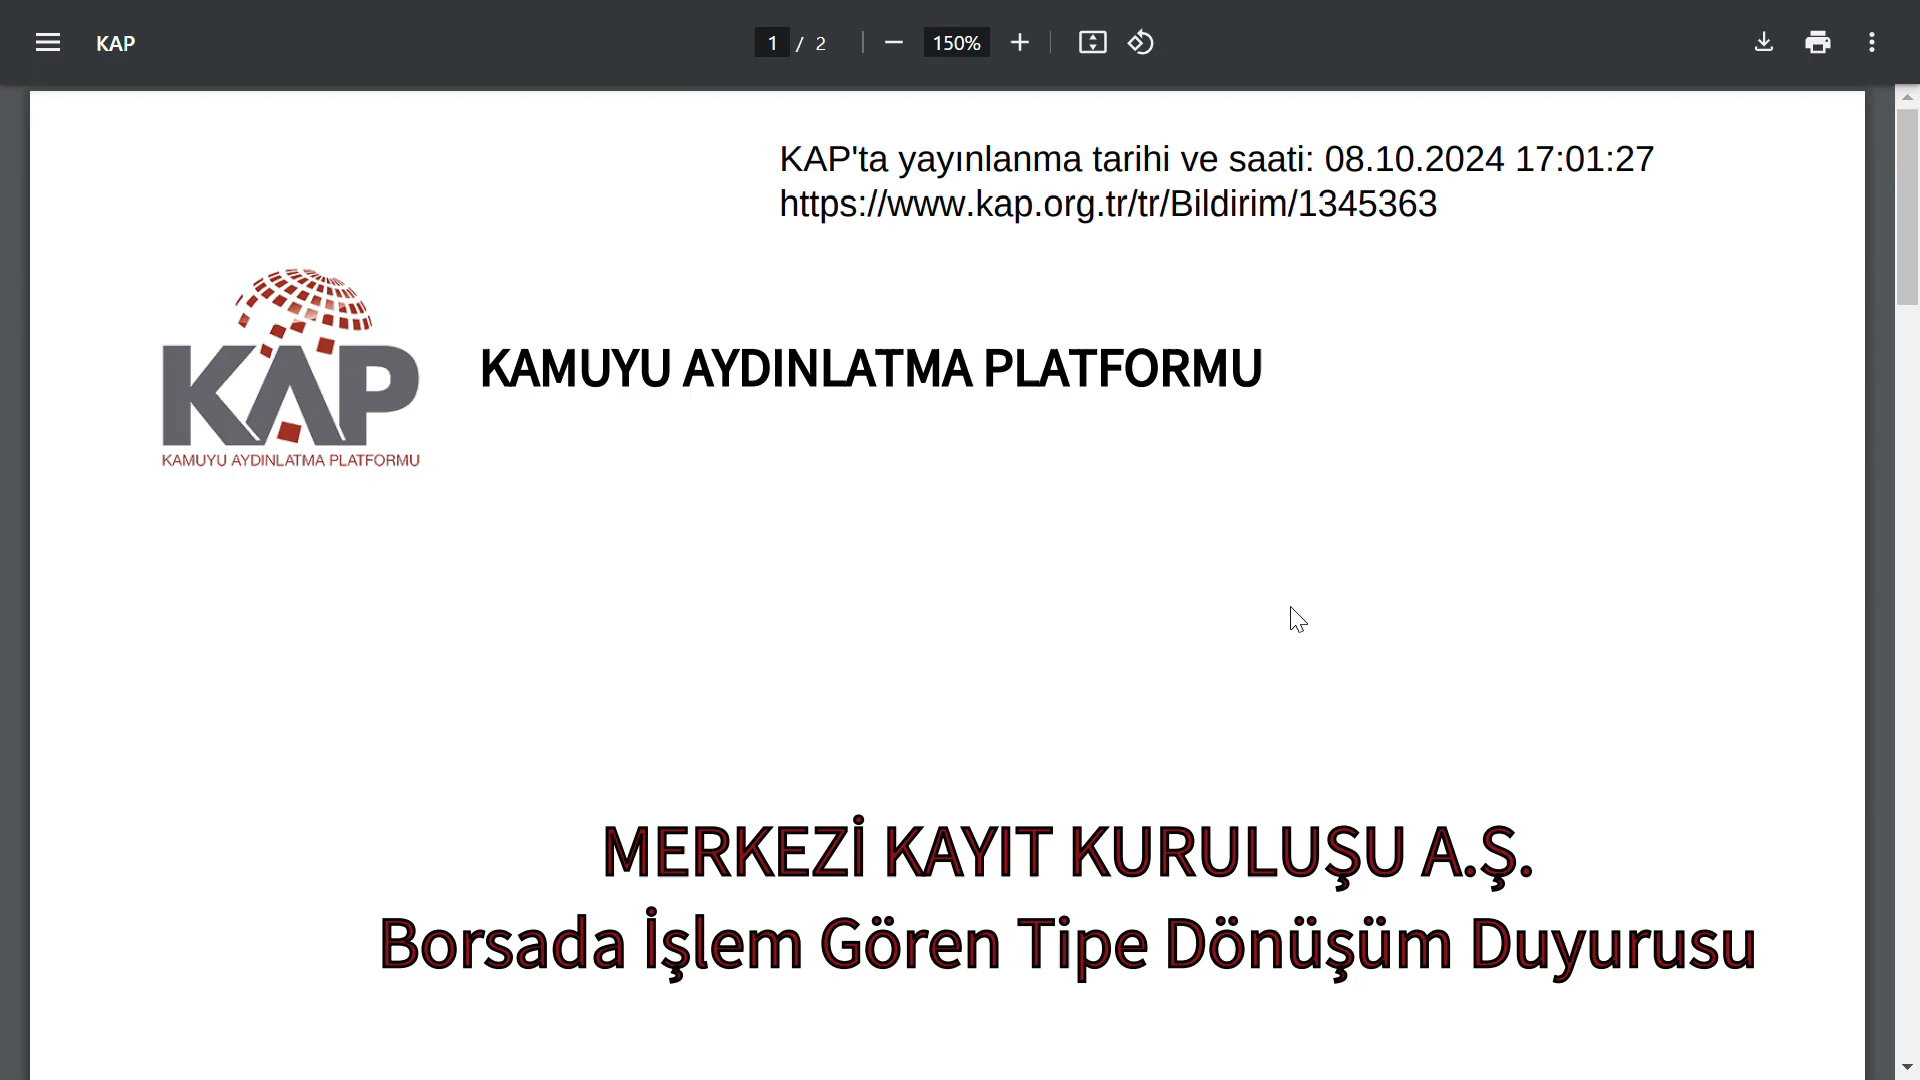 KAP
1 / 2
150%
KAP'ta yayınlanma tarihi ve saati: 08.10.2024 17:01:27
https://www.kap.org.tr/tr/Bildirim/1345363
KAP
KAMUYU AYDINLATMA PLATFORMU
KAMUYU AYDINLATMA PLATFORMU
MERKEZİ KAYIT KURULUŞU A.Ş.
Borsada İşlem Gören Tipe Dönüşüm Duyurusu